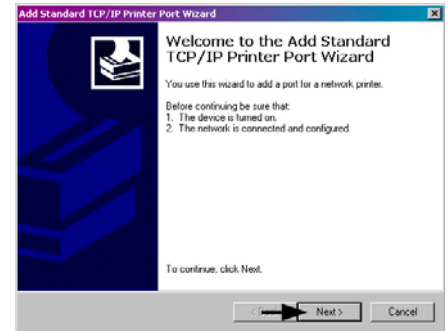 Add Standard TCP/IP Printer Port Wizard
Welcome to the Add Standard
TCP/IP Printer Port Wizard
You use this wizard to add a port for a network printer.
Before continuing be sure that:
1. The device is turned on.
2. The network is connected and configured.
To continue, click Next.
< 
Next >
Cancel